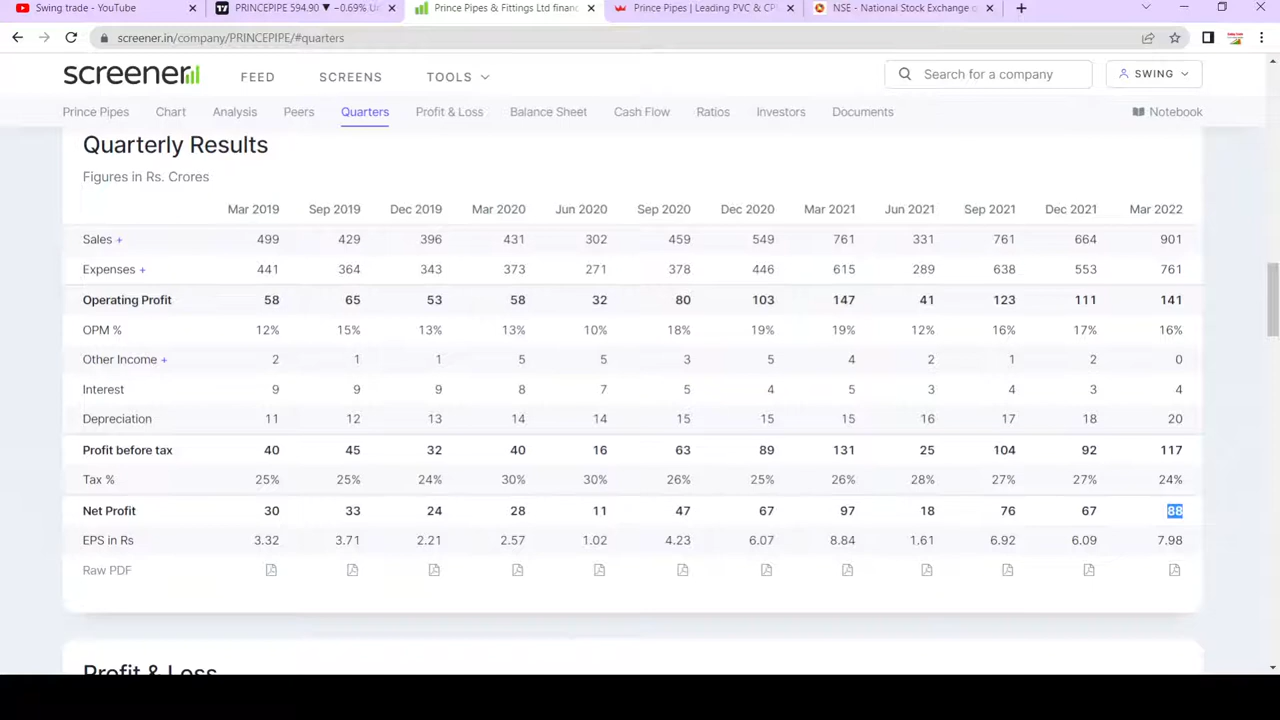 Swing trade - YouTube
PRINCEPIPE 594.90 ▼ −0.69% U
Prince Pipes & Fittings Ltd financ
Prince Pipes | Leading PVC & CP
NSE - National Stock Exchange o
screener.in/company/PRINCEPIPE/#quarters
screener FEED SCREENS TOOLS Search for a company SWING
Prince Pipes Chart Analysis Peers Quarters Profit & Loss Balance Sheet Cash Flow Ratios Investors Documents Notebook
Quarterly Results
Figures in Rs. Crores
Mar 2019 Sep 2019 Dec 2019 Mar 2020 Jun 2020 Sep 2020 Dec 2020 Mar 2021 Jun 2021 Sep 2021 Dec 2021 Mar 2022
Sales + 499 429 396 431 302 459 549 761 331 761 664 901
Expenses + 441 364 343 373 271 378 446 615 289 638 553 761
Operating Profit 58 65 53 58 32 80 103 147 41 123 111 141
OPM % 12% 15% 13% 13% 10% 18% 19% 19% 12% 16% 17% 16%
Other Income + 2 1 1 5 5 3 5 4 2 1 2 0
Interest 9 9 9 8 7 5 4 5 3 4 3 4
Depreciation 11 12 13 14 14 15 15 15 16 17 18 20
Profit before tax 40 45 32 40 16 63 89 131 25 104 92 117
Tax % 25% 25% 24% 30% 30% 26% 25% 26% 28% 27% 27% 24%
Net Profit 30 33 24 28 11 47 67 97 18 76 67 88
EPS in Rs 3.32 3.71 2.21 2.57 1.02 4.23 6.07 8.84 1.61 6.92 6.09 7.98
Raw PDF
Profit & Loss